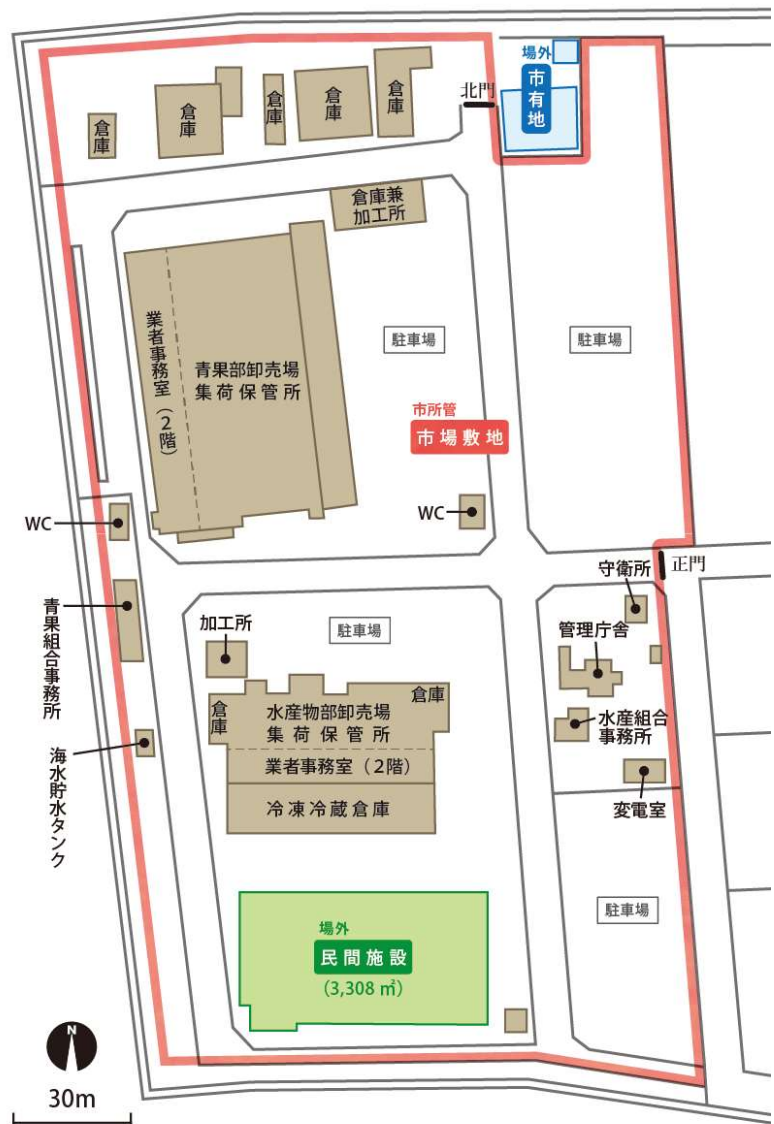 場外
市有地
北門
倉庫
倉庫
倉庫
倉庫
倉庫
倉庫兼
加工所
業者事務室（2階）
青果部卸売場
集荷保管所
駐車場
駐車場
市所管
市場敷地
WC
WC
正門
守衛所
青果組合事務所
加工所
駐車場
管理庁舎
倉庫
倉庫
水産物部卸売場
集荷保管所
業者事務室（2階）
冷凍冷蔵倉庫
水産組合
事務所
海水貯水タンク
変電室
駐車場
場外
民間施設
(3,308 ㎡)
N
30m